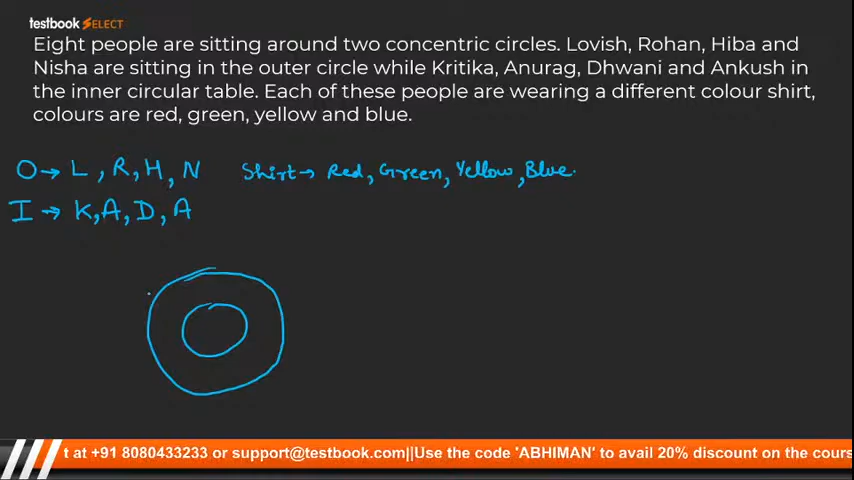 testbook SELECT
Eight people are sitting around two concentric circles. Lovish, Rohan, Hiba and
Nisha are sitting in the outer circle while Kritika, Anurag, Dhwani and Ankush in
the inner circular table. Each of these people are wearing a different colour shirt,
colours are red, green, yellow and blue.
O → L, R, H, N Shirt → Red, Green, Yellow, Blue.
I → K, A, D, A
t at +91 8080433233 or support@testbook.com||Use the code 'ABHIMAN' to avail 20% discount on the cours